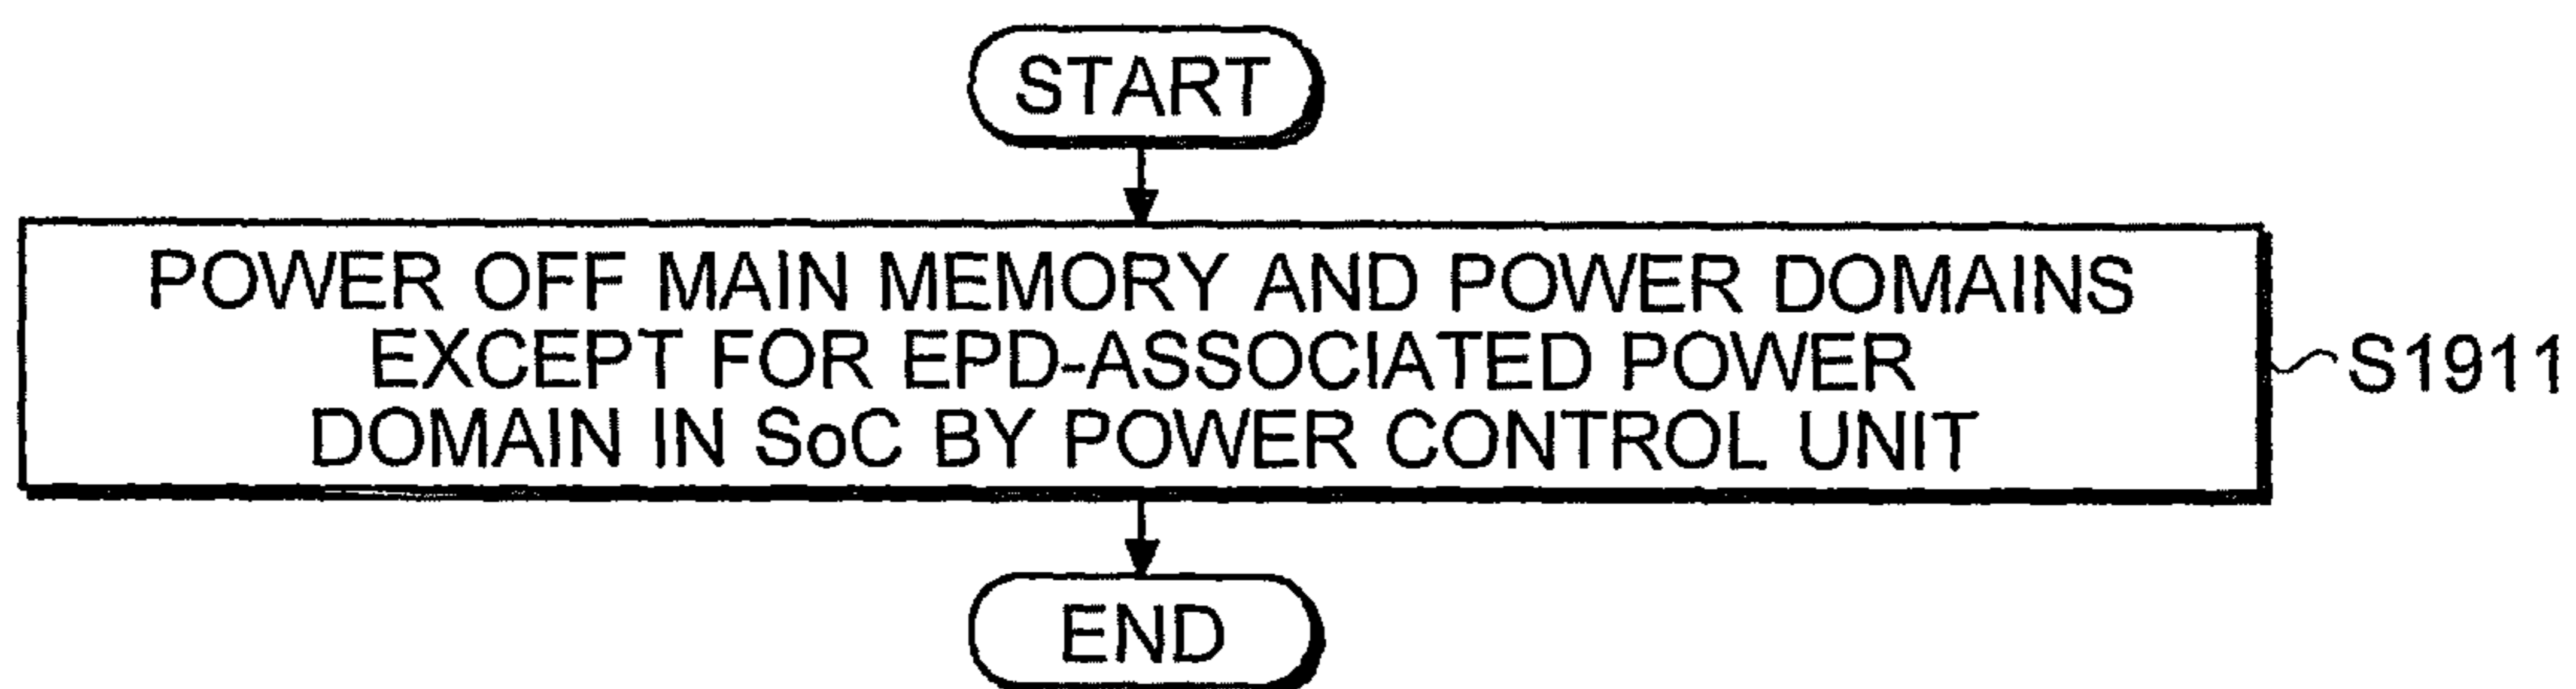 START
POWER OFF MAIN MEMORY AND POWER DOMAINS
EXCEPT FOR EPD-ASSOCIATED POWER
DOMAIN IN SoC BY POWER CONTROL UNIT
S1911
END